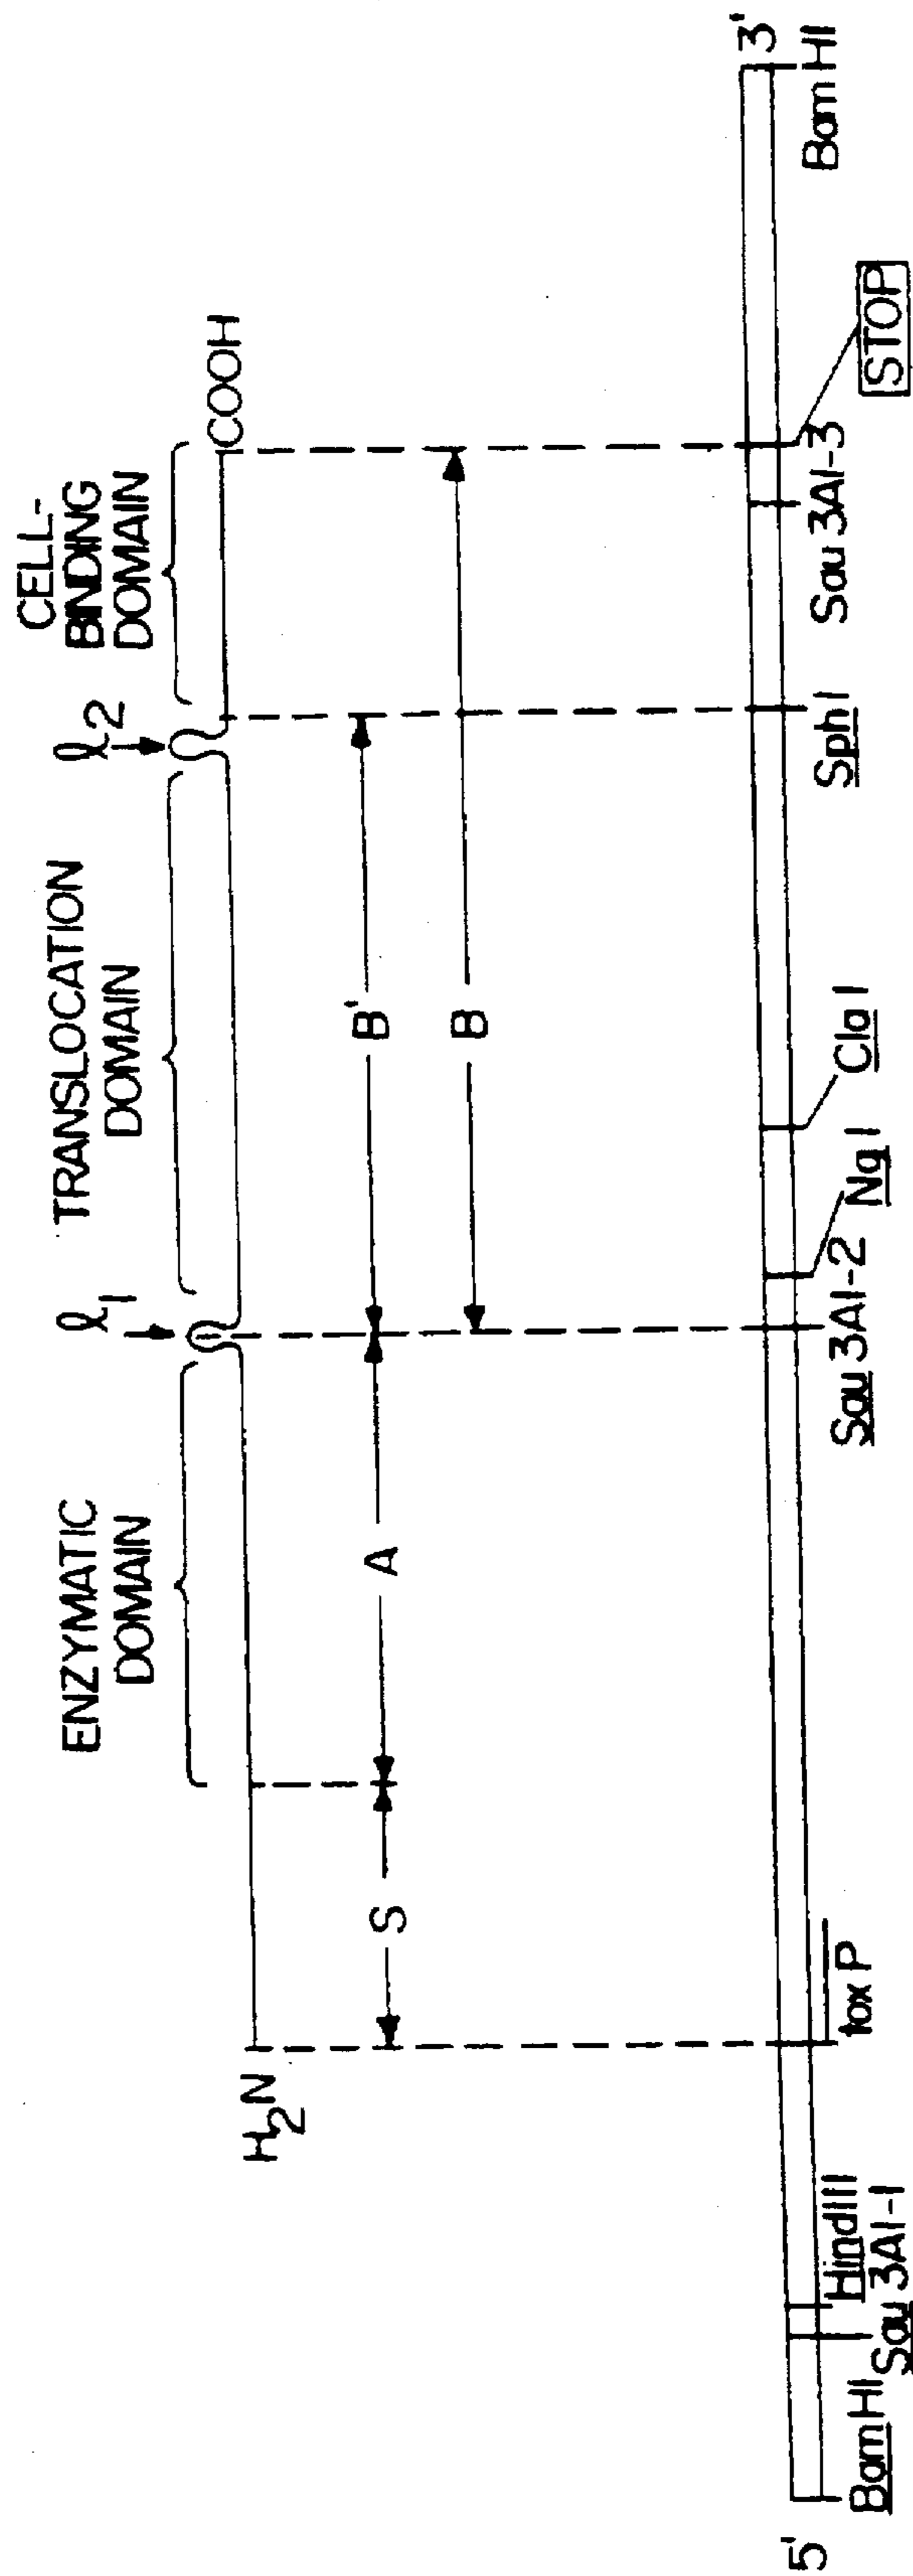 ENZYMATIC
DOMAIN
ℓ1
TRANSLOCATION
DOMAIN
ℓ2
CELL-
BINDING
DOMAIN
H2N
COOH
S
A
B'
B
5'
3'
BamHI
Sau 3AI-1
HindIII
tox P
Sau 3AI-2
NaI
ClaI
SphI
Sau 3AI-3
STOP
BamHI